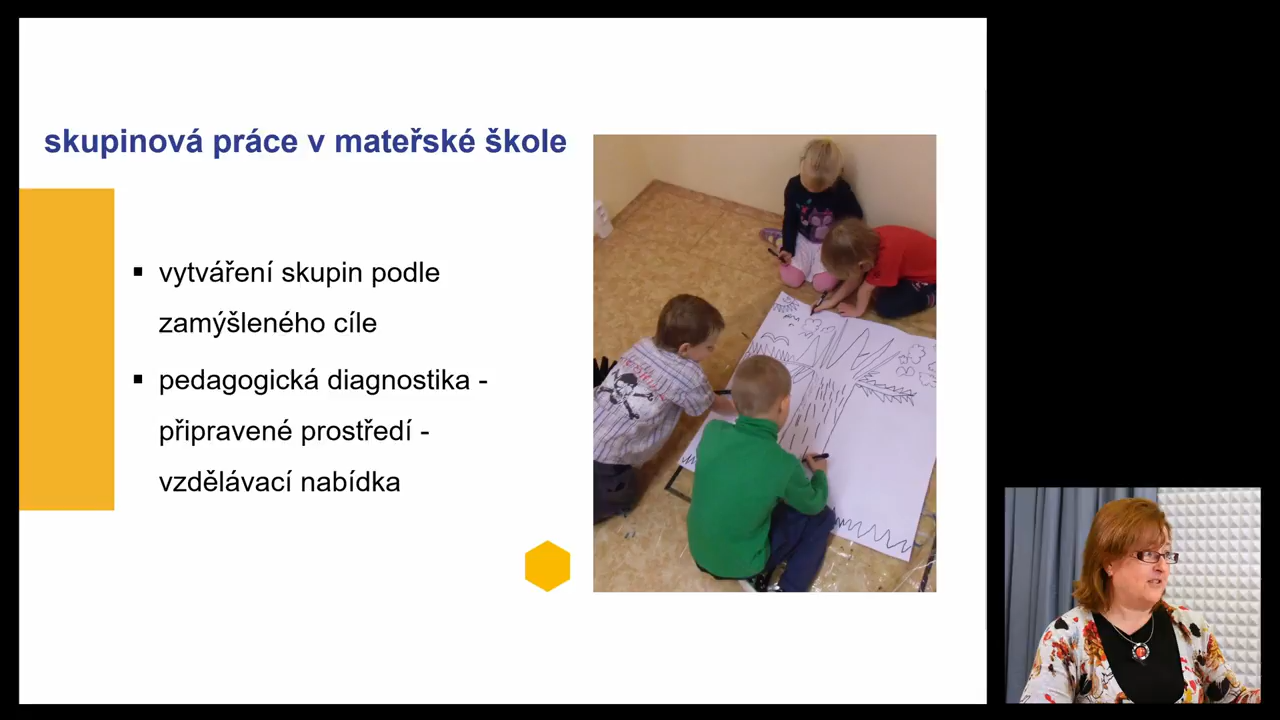 skupinová práce v mateřské škole
▪ vytváření skupin podle
zamýšleného cíle
▪ pedagogická diagnostika -
připravené prostředí -
vzdělávací nabídka